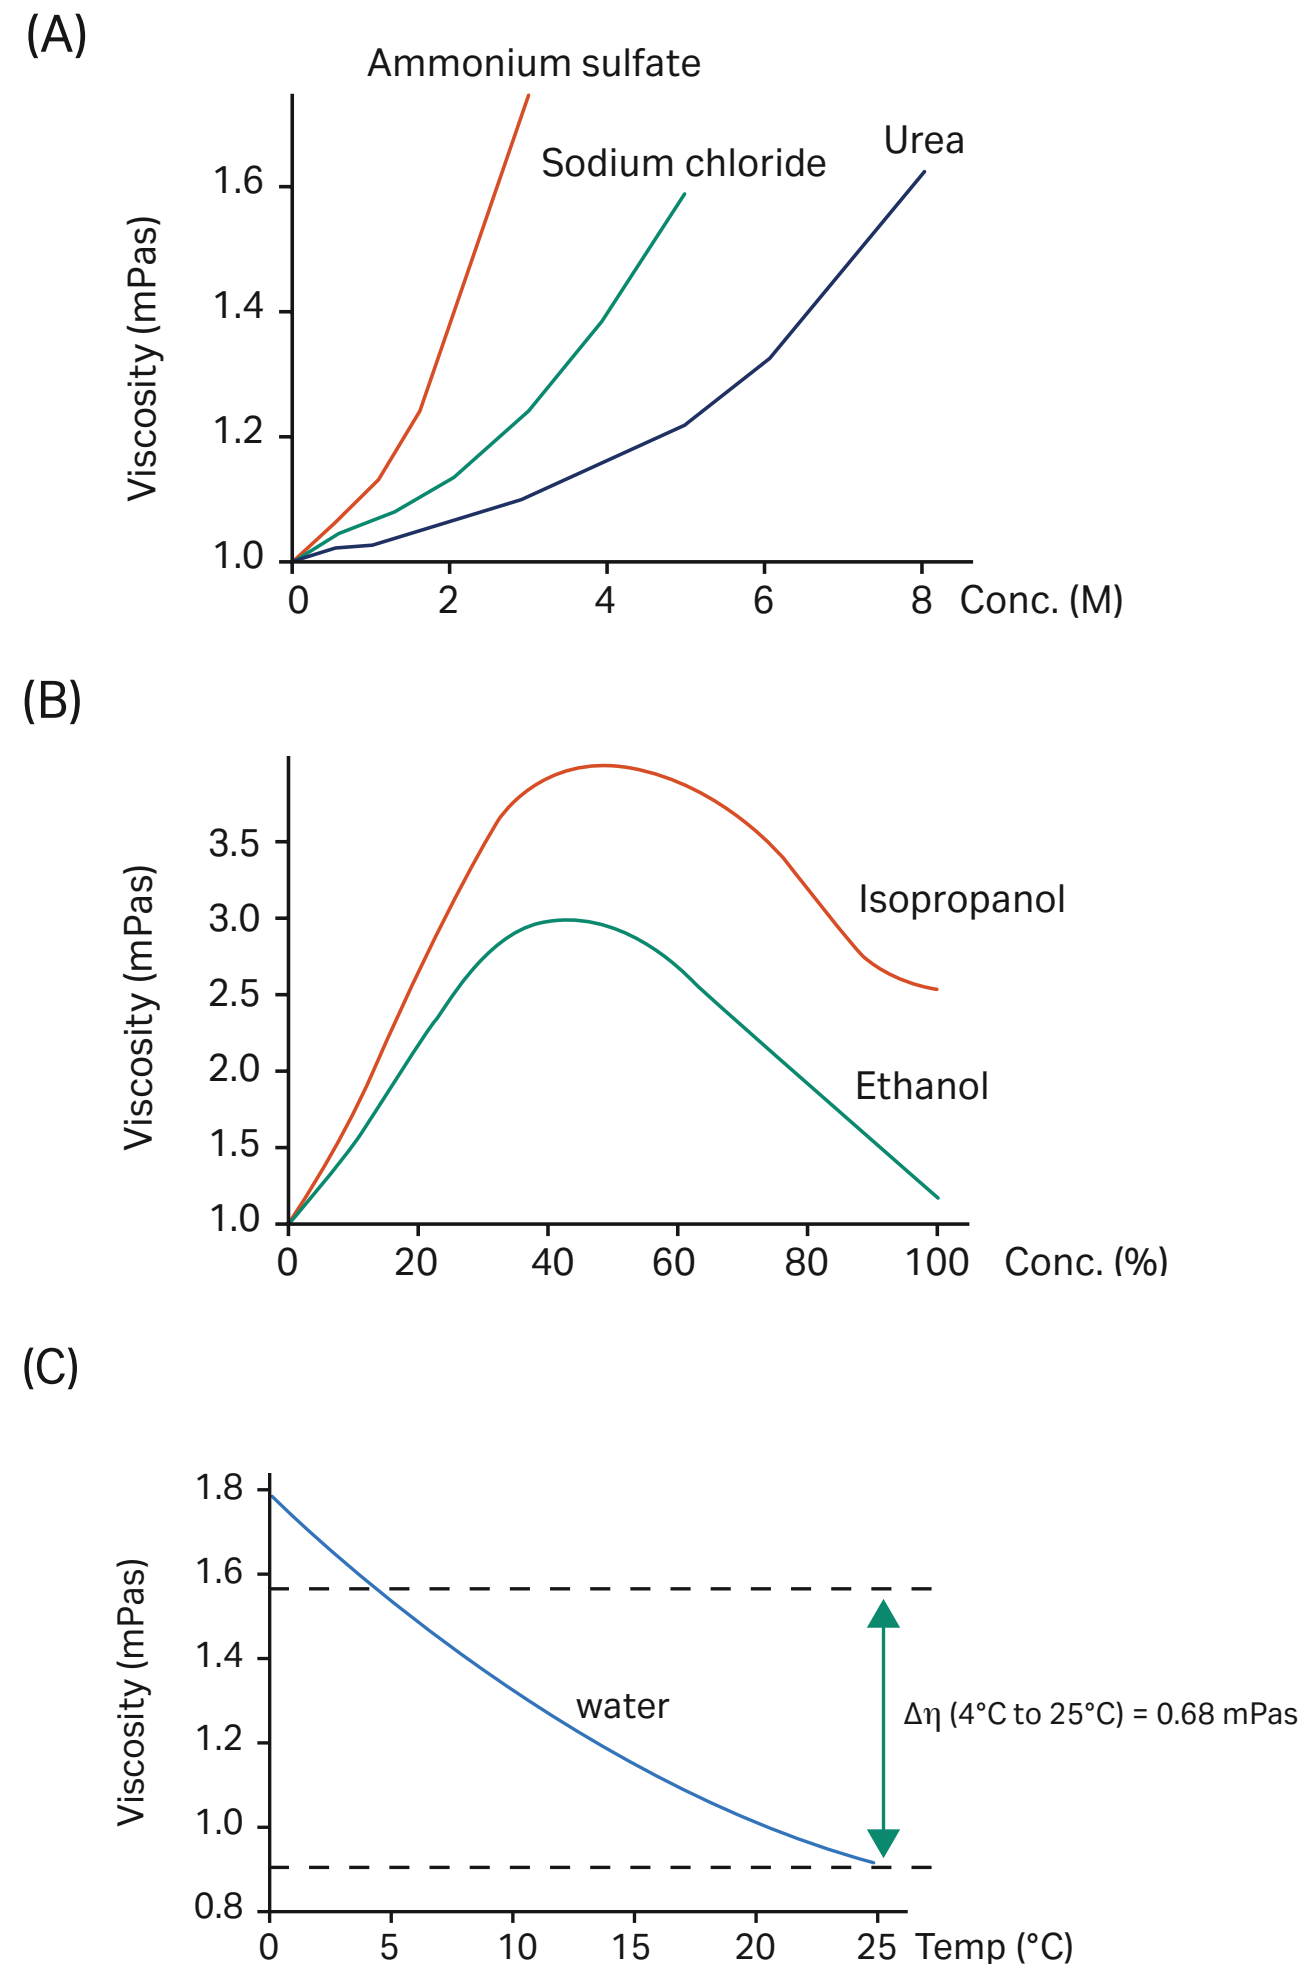 (A)
Ammonium sulfate
Sodium chloride
Urea
Viscosity (mPas)
1.6
1.4
1.2
1.0
0 2 4 6 8 Conc. (M)
(B)
Viscosity (mPas)
3.5
3.0
2.5
2.0
1.5
1.0
Isopropanol
Ethanol
0 20 40 60 80 100 Conc. (%)
(C)
Viscosity (mPas)
1.8
1.6
1.4
1.2
1.0
0.8
water
Δη (4°C to 25°C) = 0.68 mPas
0 5 10 15 20 25 Temp (°C)